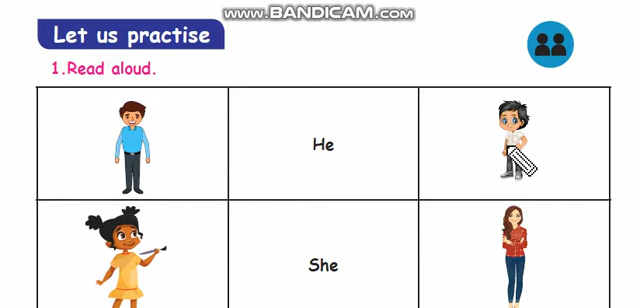 www.BANDICAM.com
Let us practise
1.Read aloud.
He
She